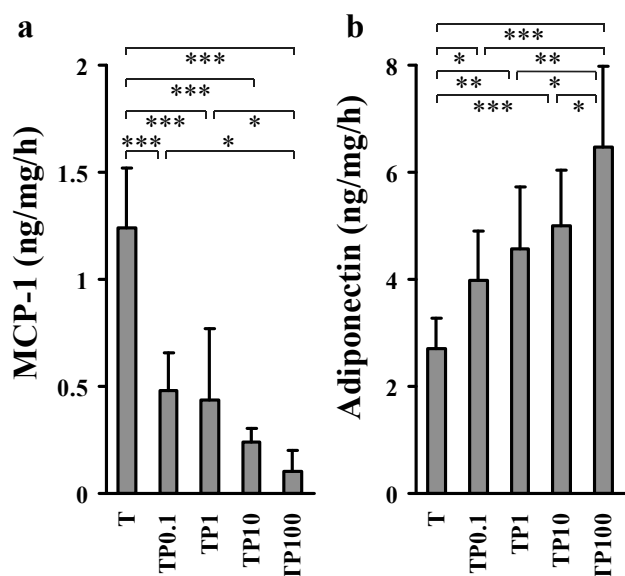 a
MCP-1 (ng/mg/h)
2
1.5
1
0.5
0
***
***
*** *
*** *
T
TP0.1
TP1
TP10
TP100
b
Adiponectin (ng/mg/h)
8
6
4
2
0
***
* **
** *
*** *
T
TP0.1
TP1
TP10
TP100